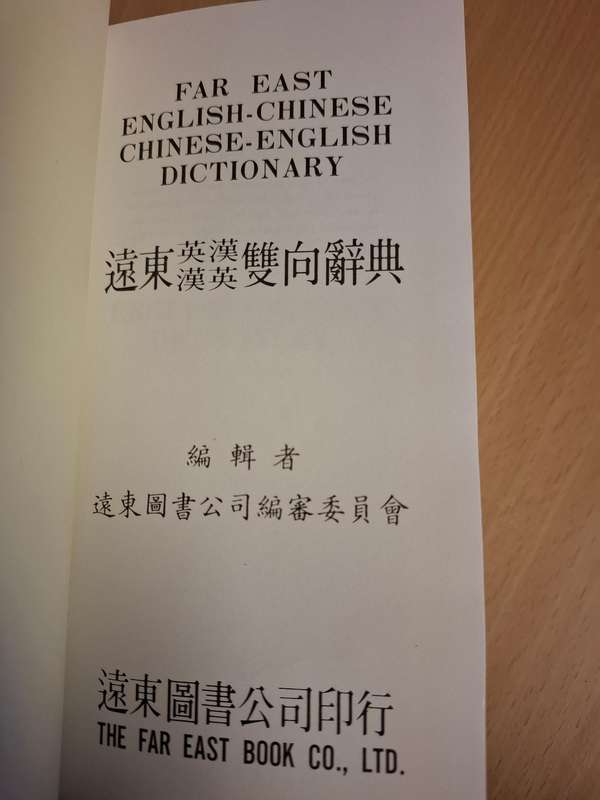 FAR EAST
ENGLISH-CHINESE
CHINESE-ENGLISH
DICTIONARY
遠東英漢漢英雙向辭典
編輯者
遠東圖書公司編審委員會
遠東圖書公司印行
THE FAR EAST BOOK CO., LTD.